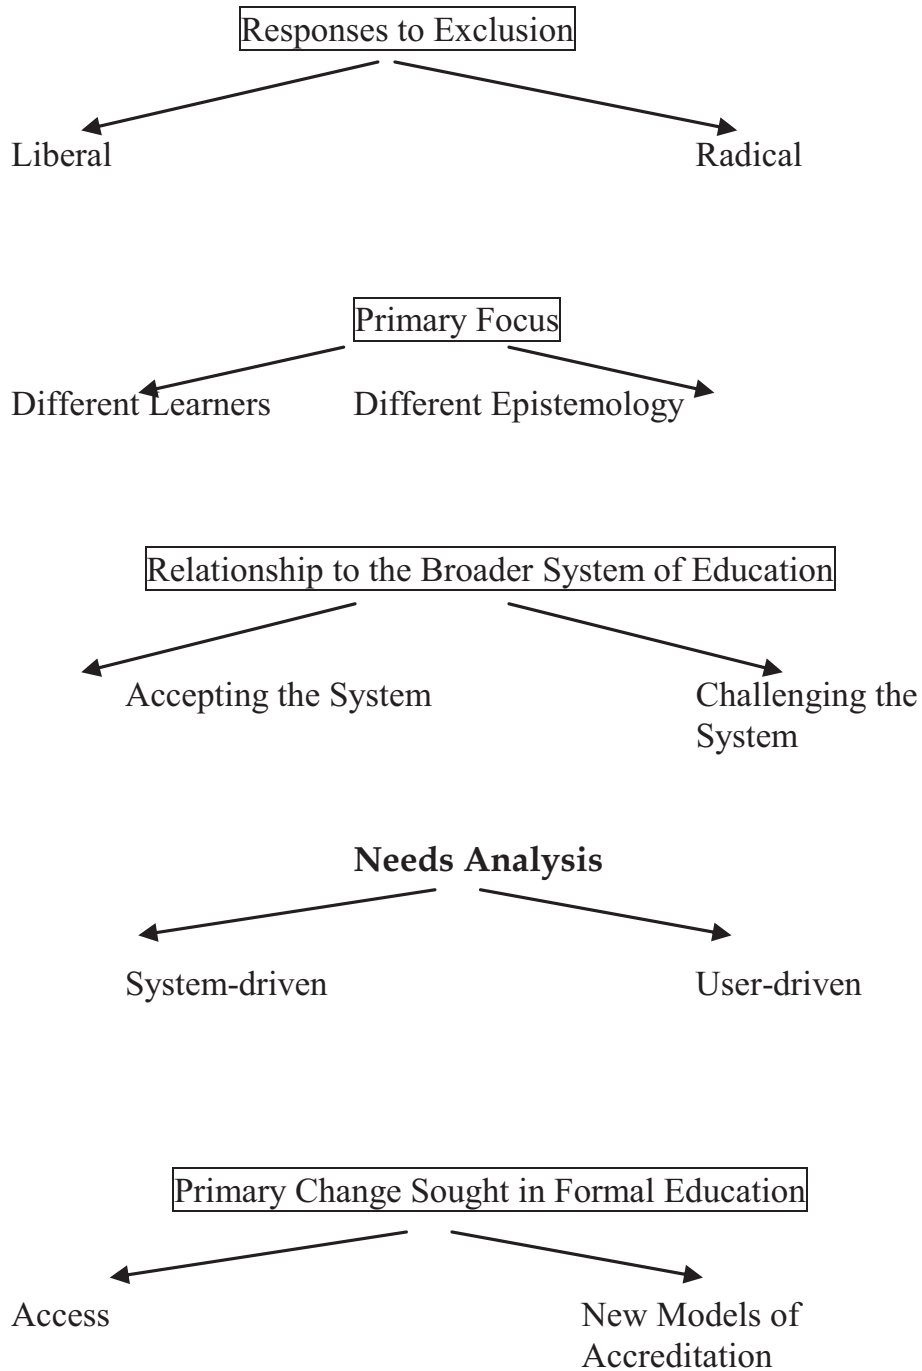 Responses to Exclusion
Liberal
Radical
Primary Focus
Different Learners
Different Epistemology
Relationship to the Broader System of Education
Accepting the System
Challenging the
System
Needs Analysis
System-driven
User-driven
Primary Change Sought in Formal Education
Access
New Models of
Accreditation